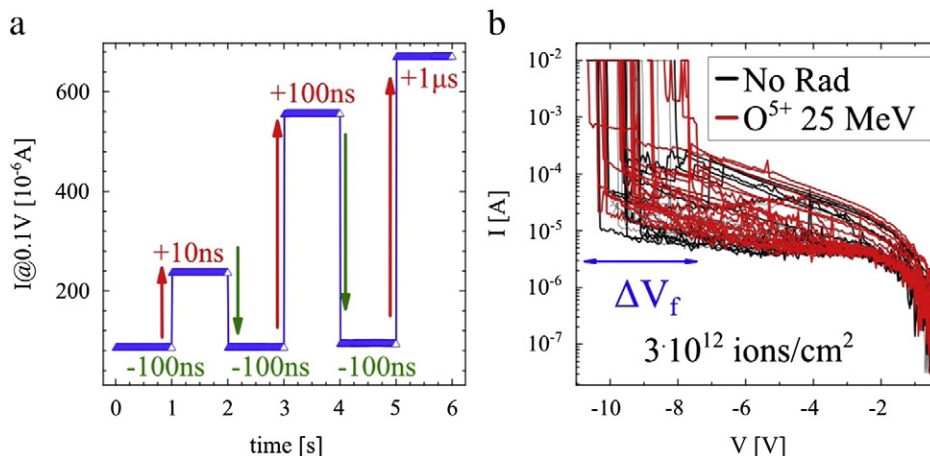 a
I@0.1V [10⁻⁶A]
600
400
200
+10ns
+100ns
+1μs
-100ns
-100ns
-100ns
0 1 2 3 4 5 6
time [s]
b
I [A]
10⁻²
10⁻³
10⁻⁴
10⁻⁵
10⁻⁶
10⁻⁷
No Rad
O⁵⁺ 25 MeV
ΔV_f
3·10¹² ions/cm²
-10 -8 -6 -4 -2
V [V]